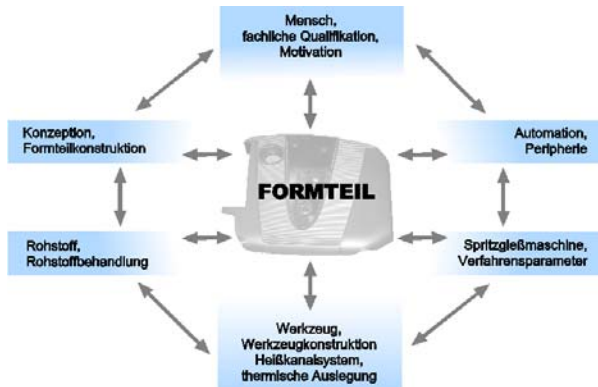 Mensch,
fachliche Qualifikation,
Motivation
Konzeption,
Formteilkonstruktion
Automation,
Peripherie
FORMTEIL
Rohstoff,
Rohstoffbehandlung
Spritzgießmaschine,
Verfahrensparameter
Werkzeug,
Werkzeugkonstruktion
Heißkanalsystem,
thermische Auslegung